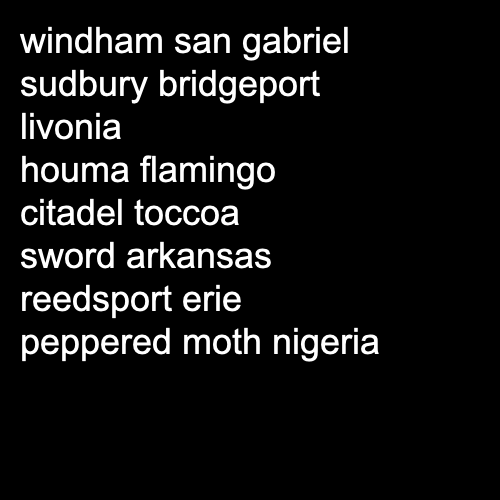 windham san gabriel
sudbury bridgeport
livonia
houma flamingo
citadel toccoa
sword arkansas
reedsport erie
peppered moth nigeria